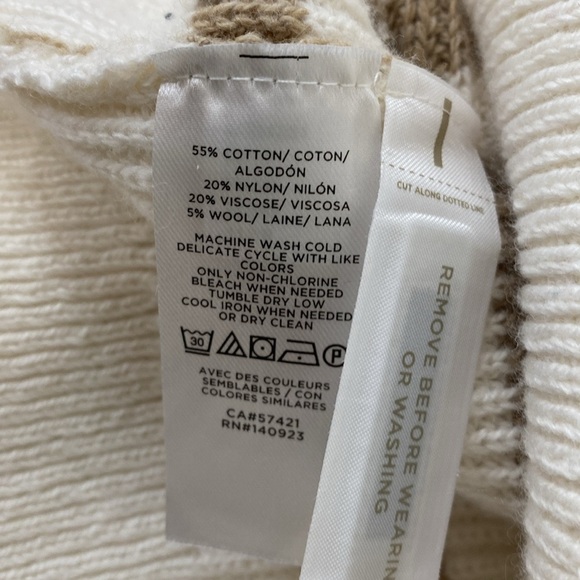 55% COTTON/ COTON/
ALGODÓN
20% NYLON/ NILÓN
20% VISCOSE/ VISCOSA
5% WOOL/ LAINE/ LANA
MACHINE WASH COLD
DELICATE CYCLE WITH LIKE
COLORS
ONLY NON-CHLORINE
BLEACH WHEN NEEDED
TUMBLE DRY LOW
COOL IRON WHEN NEEDED
OR DRY CLEAN
30
P
AVEC DES COULEURS
SEMBLABLES / CON
COLORES SIMILARES
CA#57421
RN#140923
CUT ALONG DOTTED LINE
REMOVE BEFORE WEARING
OR WASHING